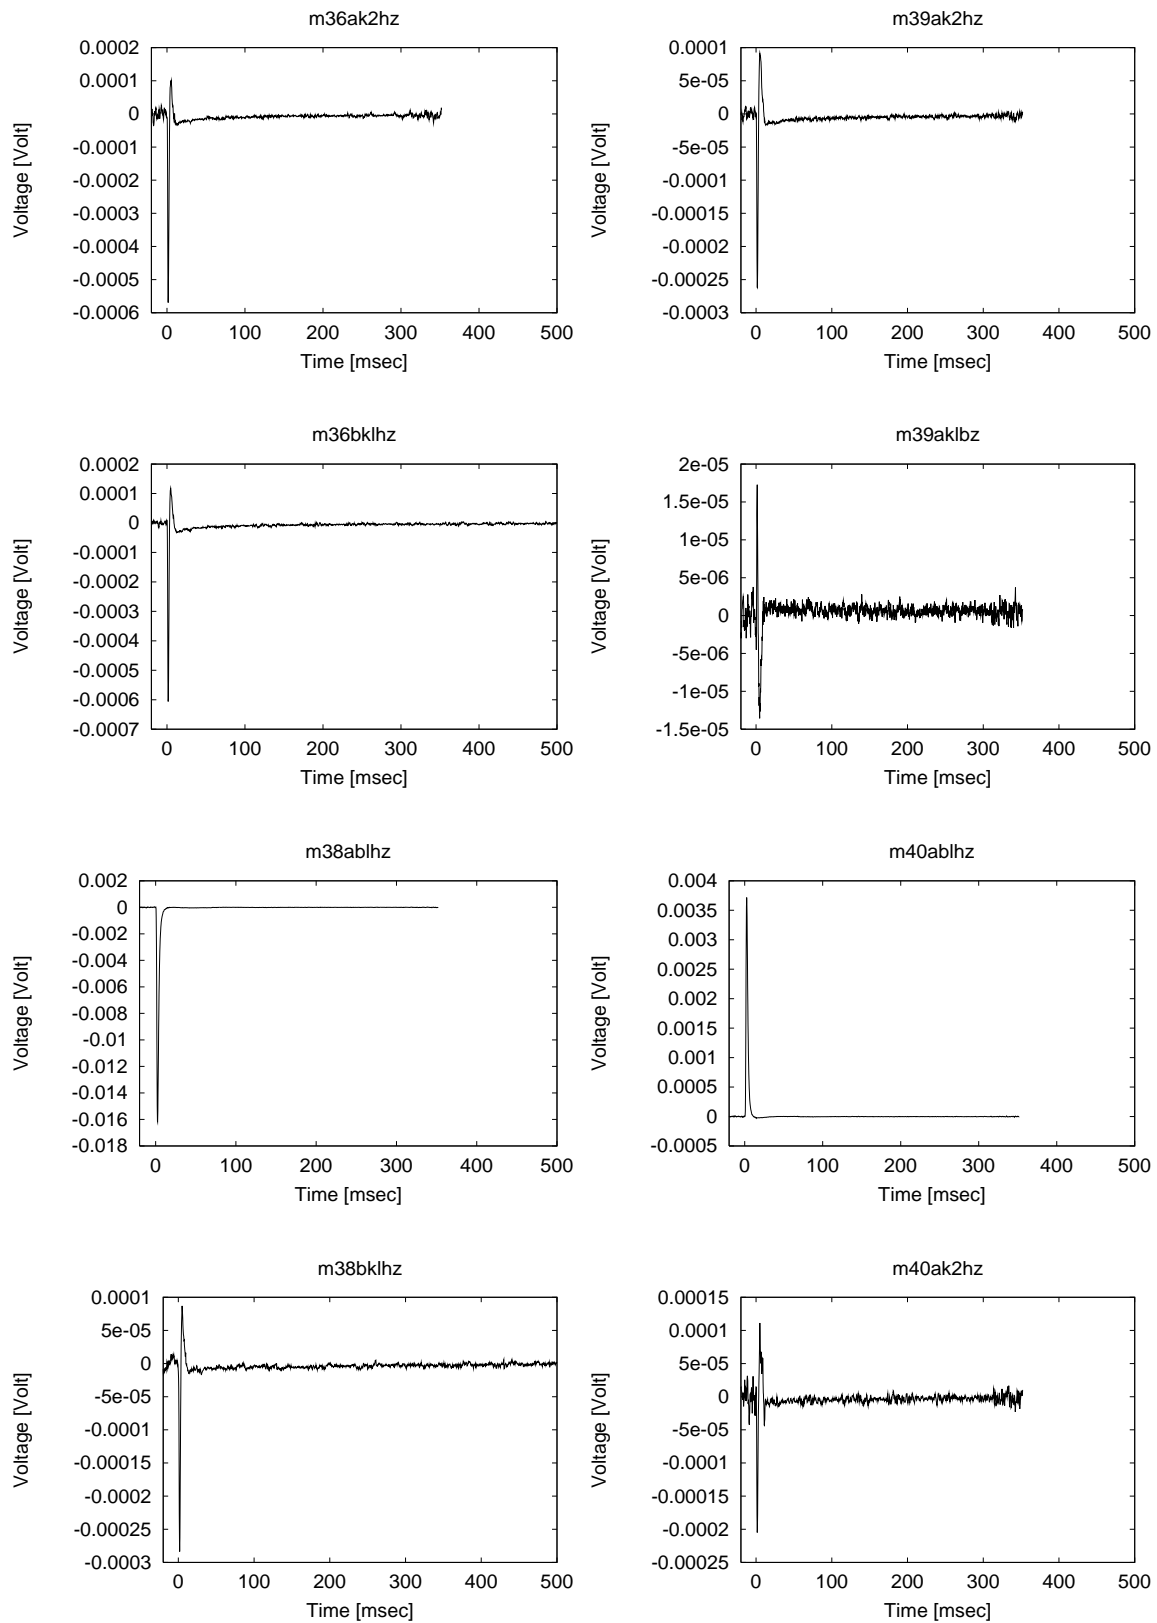 m36ak2hz
0.0002
0.0001
0
-0.0001
-0.0002
-0.0003
-0.0004
-0.0005
-0.0006
Voltage [Volt]
0 100 200 300 400 500
Time [msec]
m39ak2hz
0.0001
5e-05
0
-5e-05
-0.0001
-0.00015
-0.0002
-0.00025
-0.0003
Voltage [Volt]
0 100 200 300 400 500
Time [msec]
m36bklhz
0.0002
0.0001
0
-0.0001
-0.0002
-0.0003
-0.0004
-0.0005
-0.0006
-0.0007
Voltage [Volt]
0 100 200 300 400 500
Time [msec]
m39aklbz
2e-05
1.5e-05
1e-05
5e-06
0
-5e-06
-1e-05
-1.5e-05
Voltage [Volt]
0 100 200 300 400 500
Time [msec]
m38ablhz
0.002
0
-0.002
-0.004
-0.006
-0.008
-0.01
-0.012
-0.014
-0.016
-0.018
Voltage [Volt]
0 100 200 300 400 500
Time [msec]
m40ablhz
0.004
0.0035
0.003
0.0025
0.002
0.0015
0.001
0.0005
0
-0.0005
Voltage [Volt]
0 100 200 300 400 500
Time [msec]
m38bklhz
0.0001
5e-05
0
-5e-05
-0.0001
-0.00015
-0.0002
-0.00025
-0.0003
Voltage [Volt]
0 100 200 300 400 500
Time [msec]
m40ak2hz
0.00015
0.0001
5e-05
0
-5e-05
-0.0001
-0.00015
-0.0002
-0.00025
Voltage [Volt]
0 100 200 300 400 500
Time [msec]